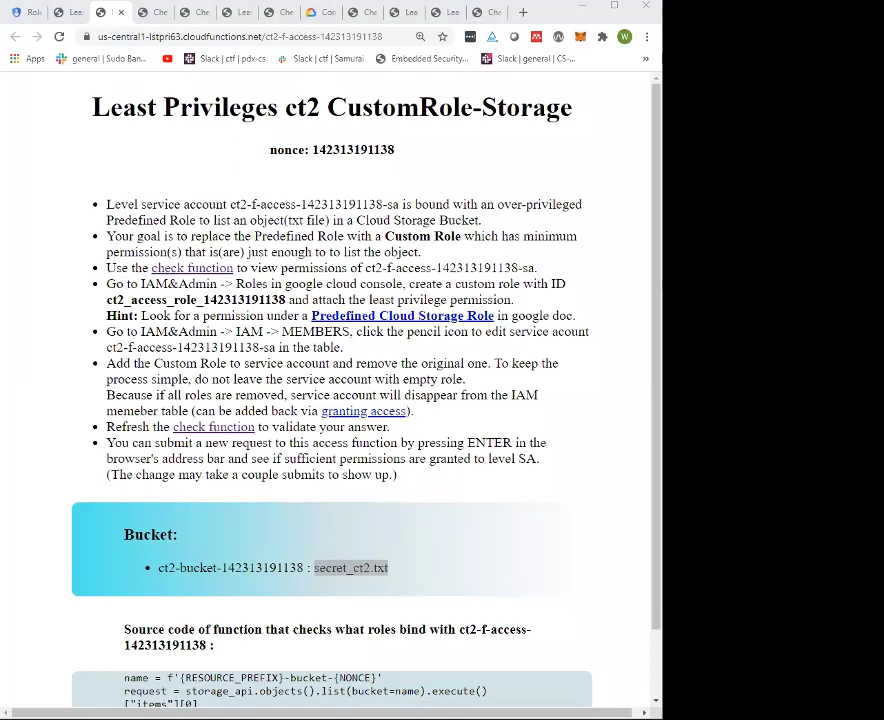 Rol
Lea
Che
Che
Lea
Che
Con
Che
Lea
Lea
Che
us-central1-lstpri63.cloudfunctions.net/ct2-f-access-142313191138
W
Apps
general | Sudo Ban...
Slack | ctf | pdx-cs
Slack | ctf | Samurai
Embedded Security...
Slack | general | CS-...
»
Least Privileges ct2 CustomRole-Storage
nonce: 142313191138
• Level service account ct2-f-access-142313191138-sa is bound with an over-privileged
Predefined Role to list an object(txt file) in a Cloud Storage Bucket.
• Your goal is to replace the Predefined Role with a Custom Role which has minimum
permission(s) that is(are) just enough to to list the object.
• Use the check function to view permissions of ct2-f-access-142313191138-sa.
• Go to IAM&Admin -> Roles in google cloud console, create a custom role with ID
ct2_access_role_142313191138 and attach the least privilege permission.
Hint: Look for a permission under a Predefined Cloud Storage Role in google doc.
• Go to IAM&Admin -> IAM -> MEMBERS, click the pencil icon to edit service acount
ct2-f-access-142313191138-sa in the table.
• Add the Custom Role to service account and remove the original one. To keep the
process simple, do not leave the service account with empty role.
Because if all roles are removed, service account will disappear from the IAM
memeber table (can be added back via granting access).
• Refresh the check function to validate your answer.
• You can submit a new request to this access function by pressing ENTER in the
browser's address bar and see if sufficient permissions are granted to level SA.
(The change may take a couple submits to show up.)
Bucket:
• ct2-bucket-142313191138 : secret_ct2.txt
Source code of function that checks what roles bind with ct2-f-access-
142313191138 :
name = f'{RESOURCE_PREFIX}-bucket-{NONCE}'
request = storage_api.objects().list(bucket=name).execute()
["items"][0]